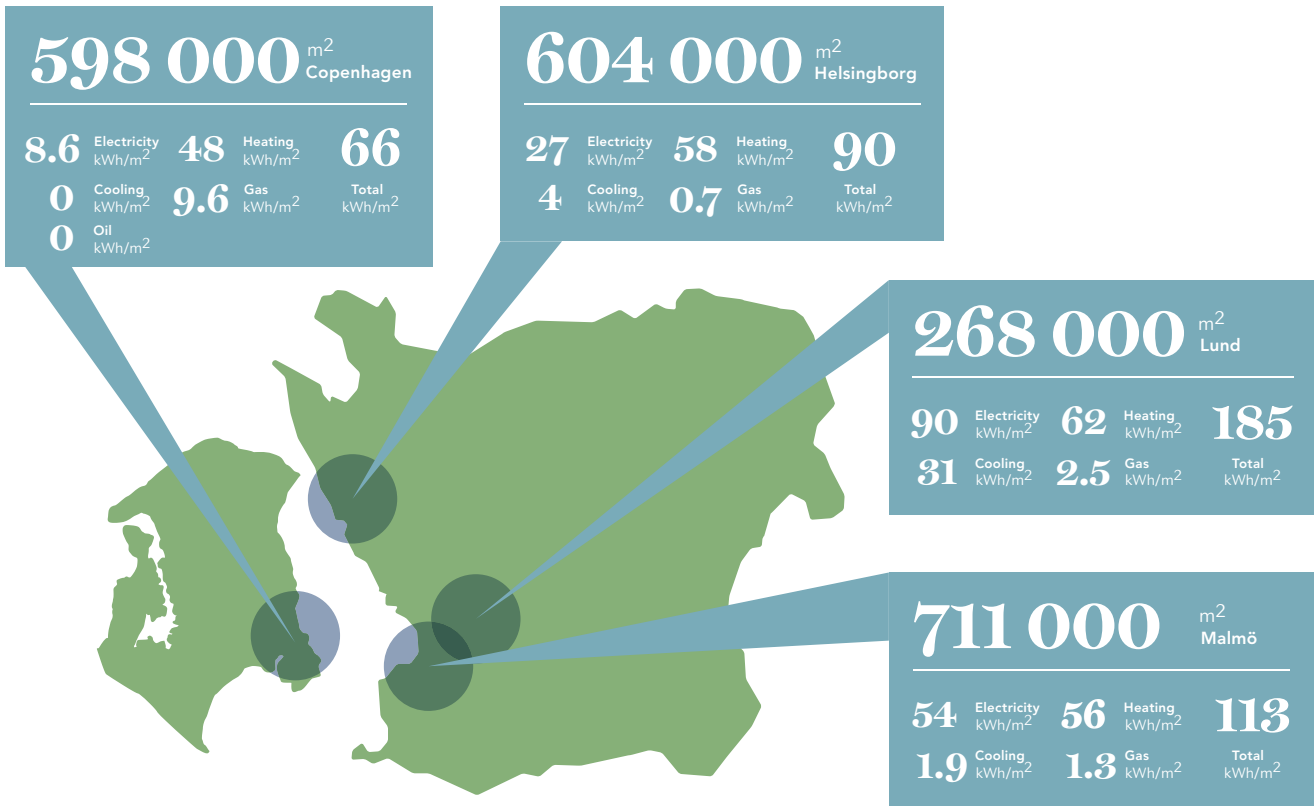 598 000 m2 Copenhagen
8.6 Electricity kWh/m2 48 Heating kWh/m2 66
0 Cooling kWh/m2 9.6 Gas kWh/m2 Total kWh/m2
0 Oil kWh/m2
604 000 m2 Helsingborg
27 Electricity kWh/m2 58 Heating kWh/m2 90
4 Cooling kWh/m2 0.7 Gas kWh/m2 Total kWh/m2
268 000 m2 Lund
90 Electricity kWh/m2 62 Heating kWh/m2 185
31 Cooling kWh/m2 2.5 Gas kWh/m2 Total kWh/m2
711 000 m2 Malmö
54 Electricity kWh/m2 56 Heating kWh/m2 113
1.9 Cooling kWh/m2 1.3 Gas kWh/m2 Total kWh/m2